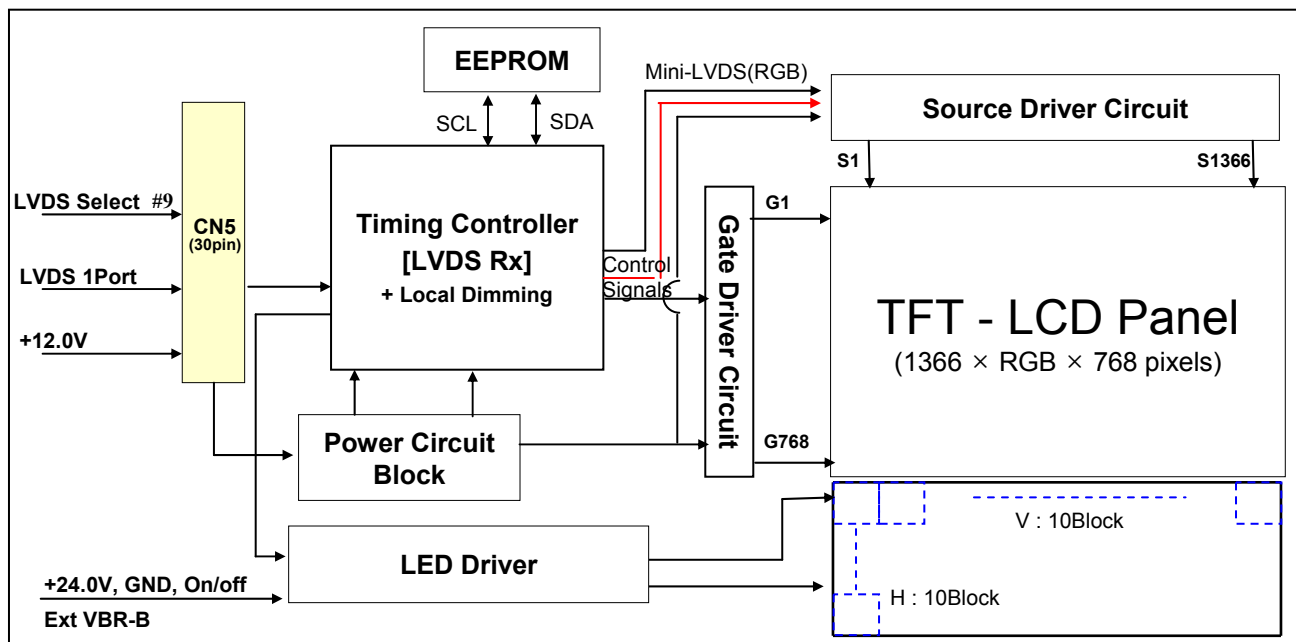 EEPROM
Mini-LVDS(RGB)
SCL
SDA
Source Driver Circuit
S1
S1366
LVDS Select #9
CN5
(30pin)
LVDS 1Port
+12.0V
Timing Controller
[LVDS Rx]
+ Local Dimming
Control
Signals
Gate Driver Circuit
G1
G768
TFT - LCD Panel
(1366 × RGB × 768 pixels)
Power Circuit
Block
V : 10Block
H : 10Block
LED Driver
+24.0V, GND, On/off
Ext VBR-B